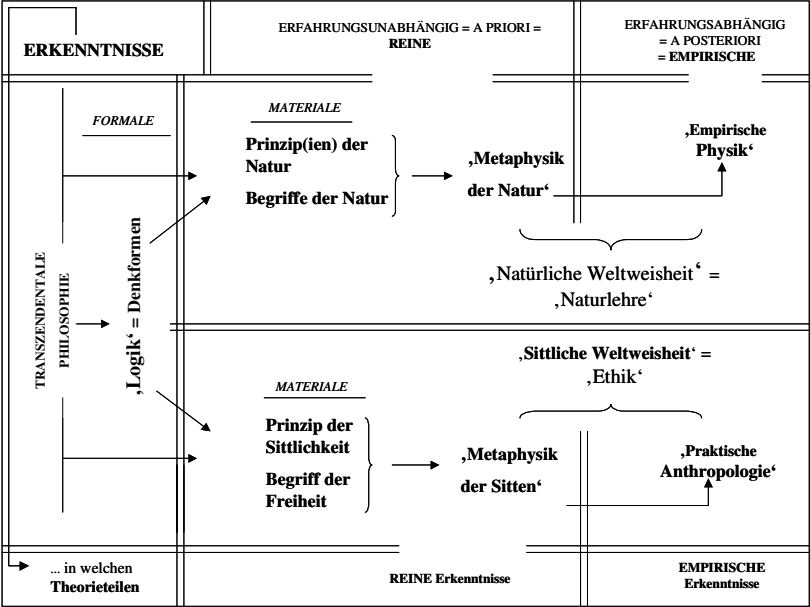 ERKENNTNISSE
ERFAHRUNGSUNABHÄNGIG = A PRIORI =
REINE
ERFAHRUNGSABHÄNGIG
= A POSTERIORI
= EMPIRISCHE
FORMALE
MATERIALE
Prinzip(ien) der
Natur
Begriffe der Natur
‚Metaphysik
der Natur‘
‚Empirische
Physik‘
TRANSZENDENTALE
PHILOSOPHIE
‚Logik‘ = Denkformen
‚Natürliche Weltweisheit‘ =
‚Naturlehre‘
‚Sittliche Weltweisheit‘ =
‚Ethik‘
MATERIALE
Prinzip der
Sittlichkeit
Begriff der
Freiheit
‚Metaphysik
der Sitten‘
‚Praktische
Anthropologie‘
... in welchen
Theorieteilen
REINE Erkenntnisse
EMPIRISCHE
Erkenntnisse